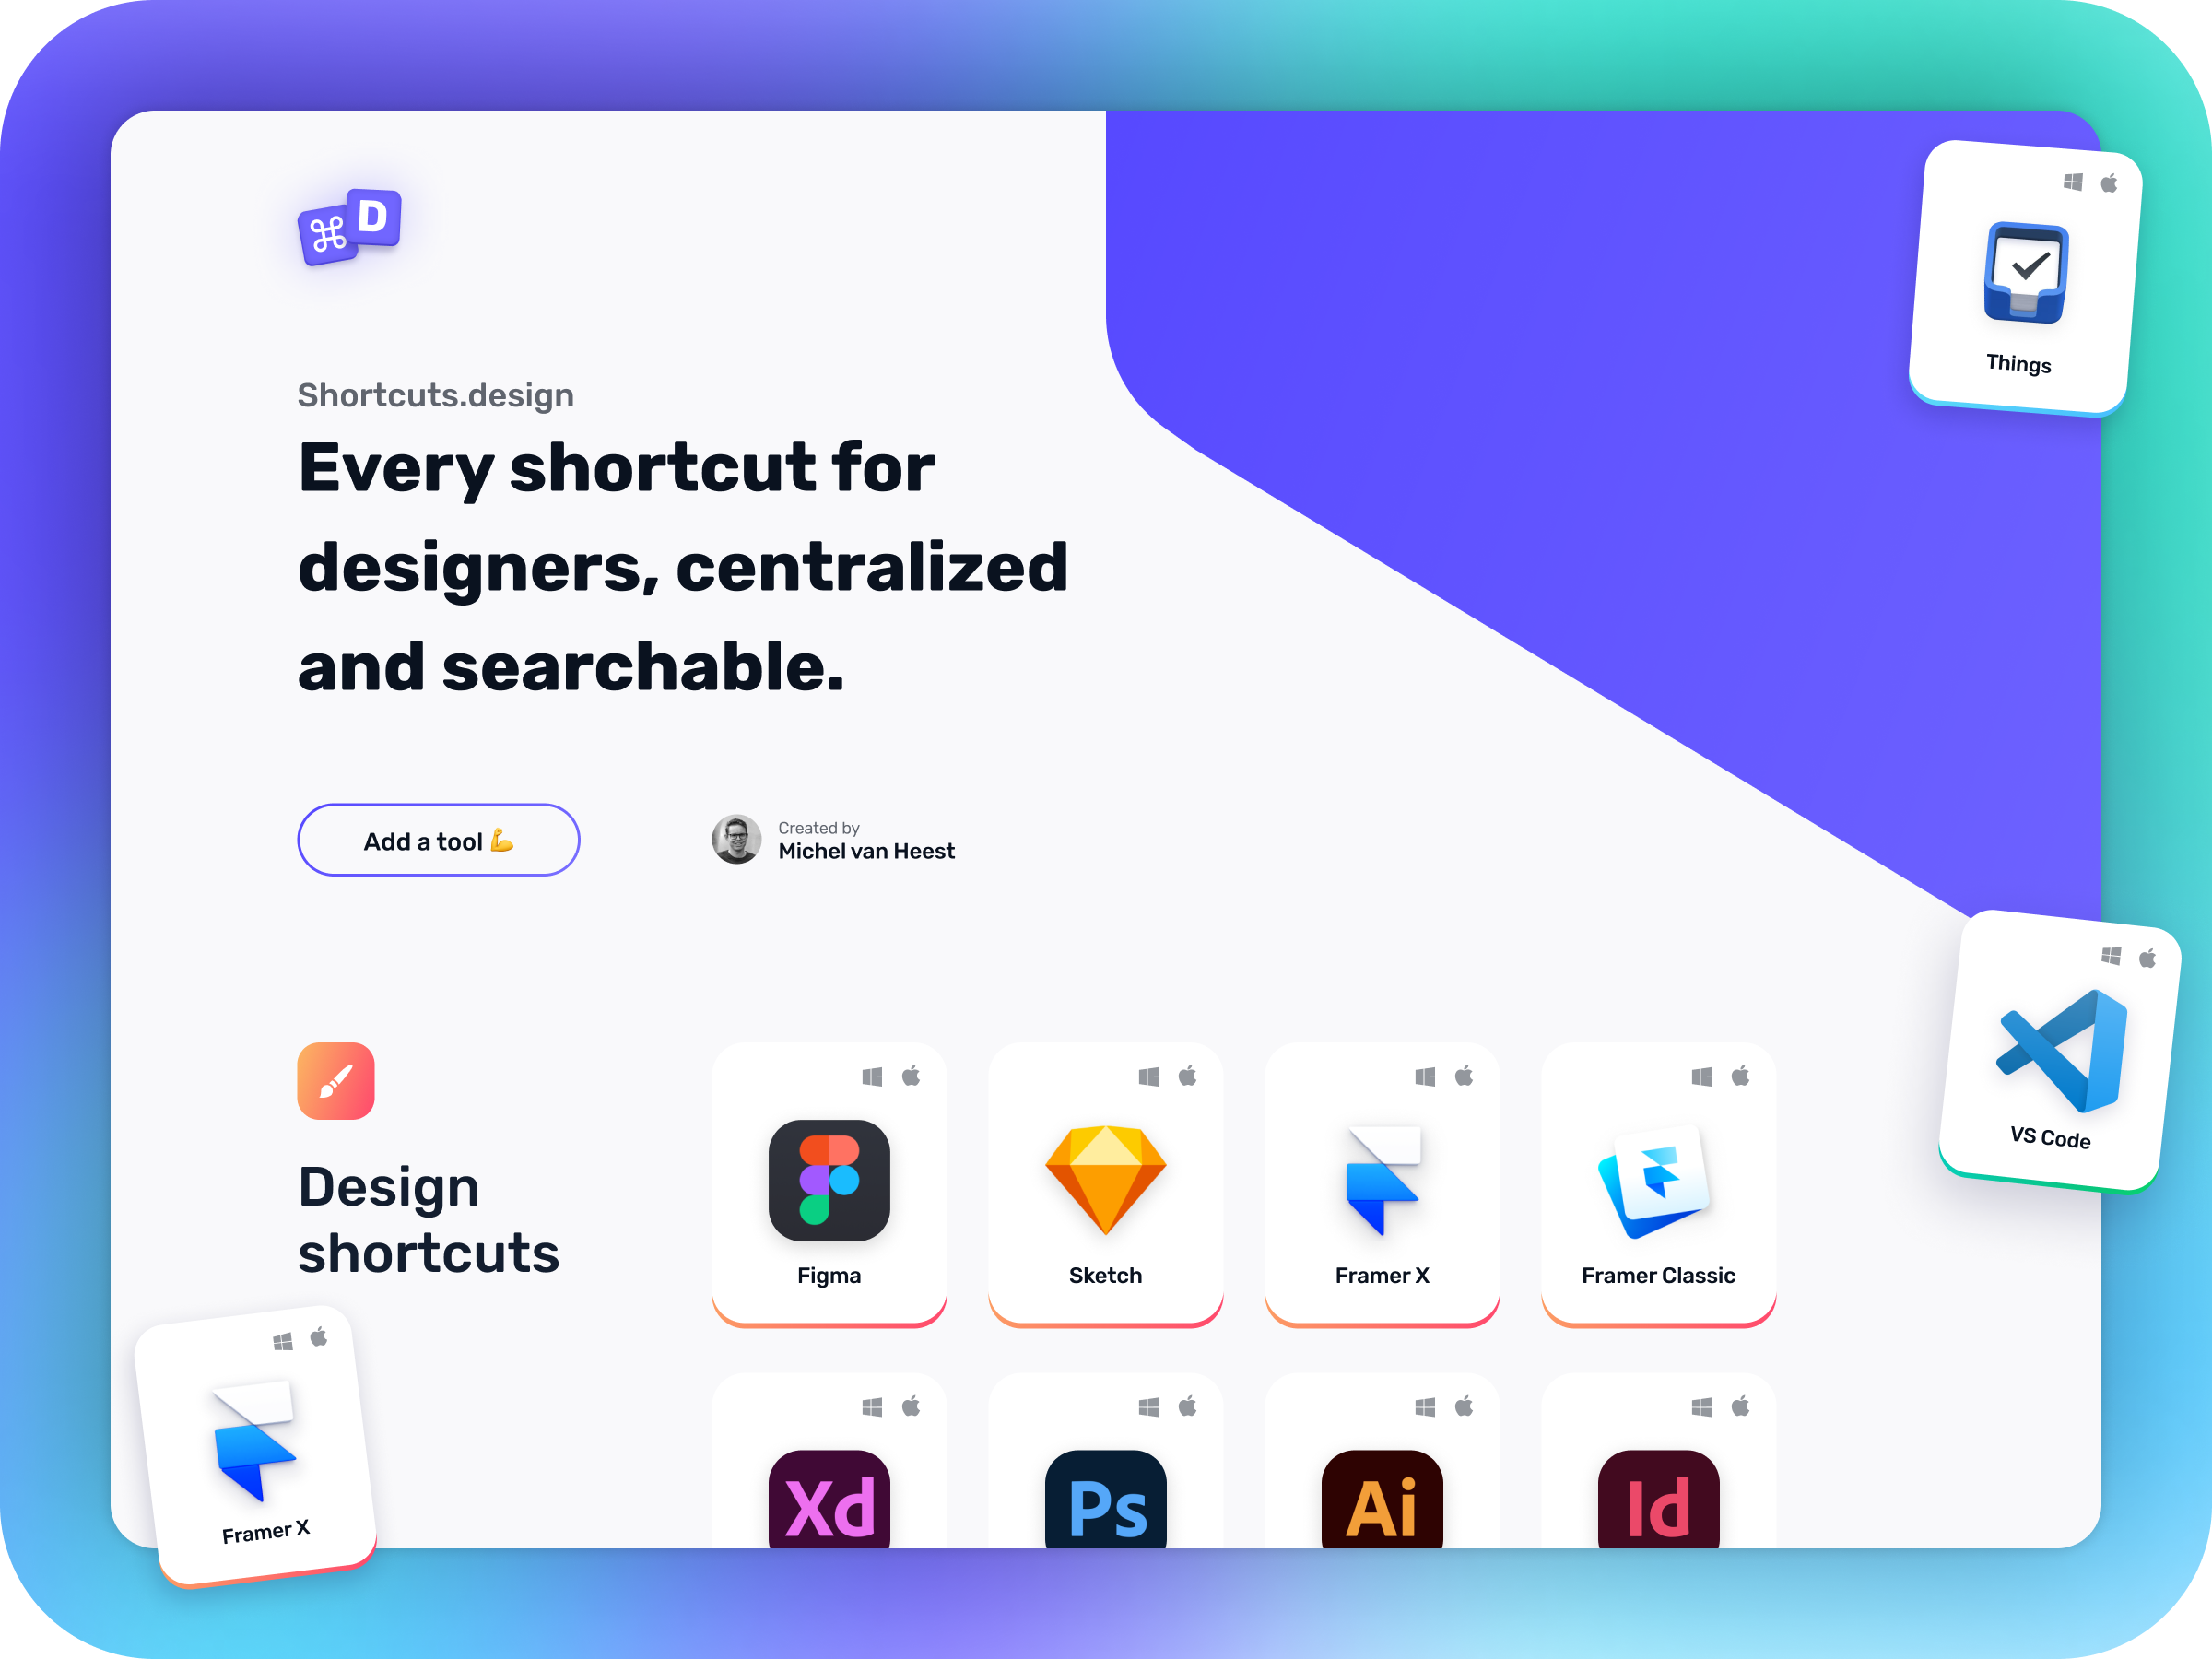 ⌘ D
Things
Shortcuts.design
Every shortcut for
designers, centralized
and searchable.
Add a tool 💪
Created by
Michel van Heest
VS Code
Design
shortcuts
Figma
Sketch
Framer X
Framer Classic
Framer X
Xd
Ps
Ai
Id